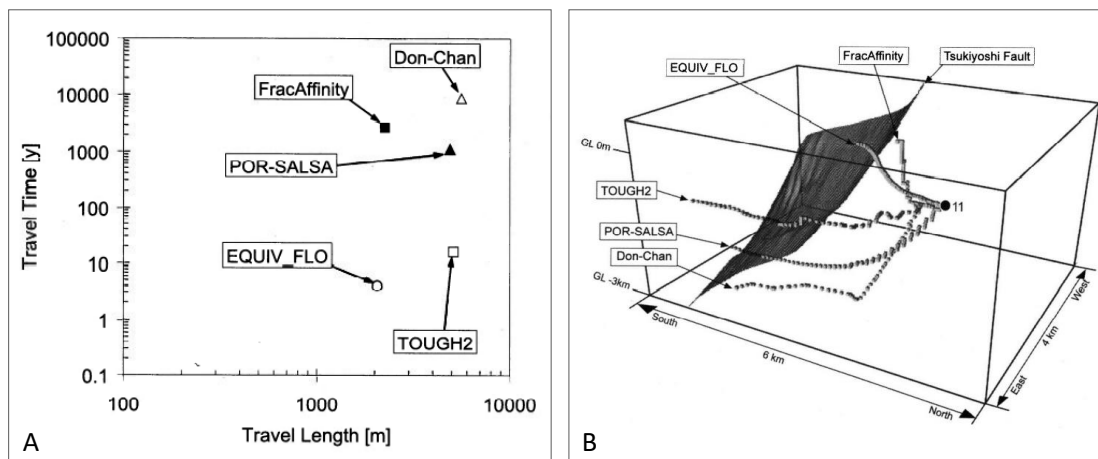 100000
10000
1000
100
10
1
0.1
Travel Time [y]
Don-Chan
FracAffinity
POR-SALSA
EQUIV_FLO
TOUGH2
100
1000
10000
Travel Length [m]
A
FracAffinity
Tsukiyoshi Fault
EQUIV_FLO
GL 0m
TOUGH2
11
POR-SALSA
Don-Chan
GL -3km
South
6 km
North
East
4 km
West
B